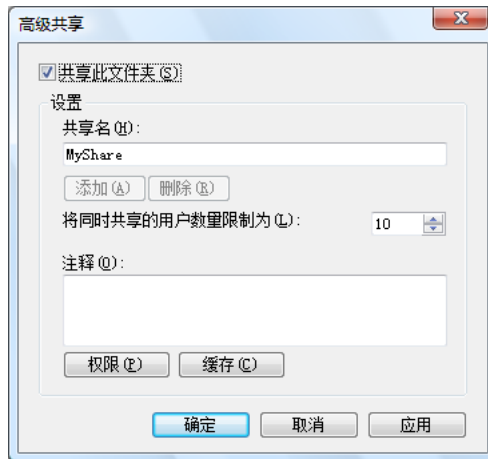 高级共享
共享此文件夹(S)
设置
共享名(H):
MyShare
添加(A) 删除(R)
将同时共享的用户数量限制为(L): 10
注释(O):
权限(P) 缓存(C)
确定 取消 应用